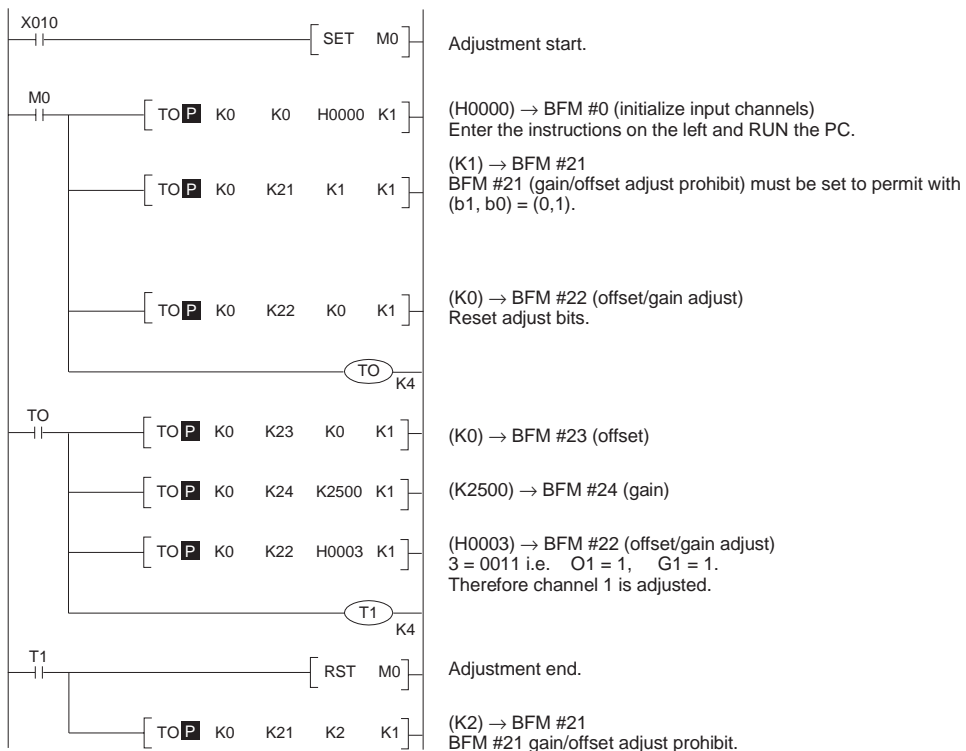 X010
SET M0
Adjustment start.
M0
TO P K0 K0 H0000 K1
(H0000) → BFM #0 (initialize input channels)
Enter the instructions on the left and RUN the PC.
TO P K0 K21 K1 K1
(K1) → BFM #21
BFM #21 (gain/offset adjust prohibit) must be set to permit with
(b1, b0) = (0,1).
TO P K0 K22 K0 K1
(K0) → BFM #22 (offset/gain adjust)
Reset adjust bits.
TO
K4
TO
TO P K0 K23 K0 K1
(K0) → BFM #23 (offset)
TO P K0 K24 K2500 K1
(K2500) → BFM #24 (gain)
TO P K0 K22 H0003 K1
(H0003) → BFM #22 (offset/gain adjust)
3 = 0011 i.e. O1 = 1, G1 = 1.
Therefore channel 1 is adjusted.
T1
K4
T1
RST M0
Adjustment end.
TO P K0 K21 K2 K1
(K2) → BFM #21
BFM #21 gain/offset adjust prohibit.